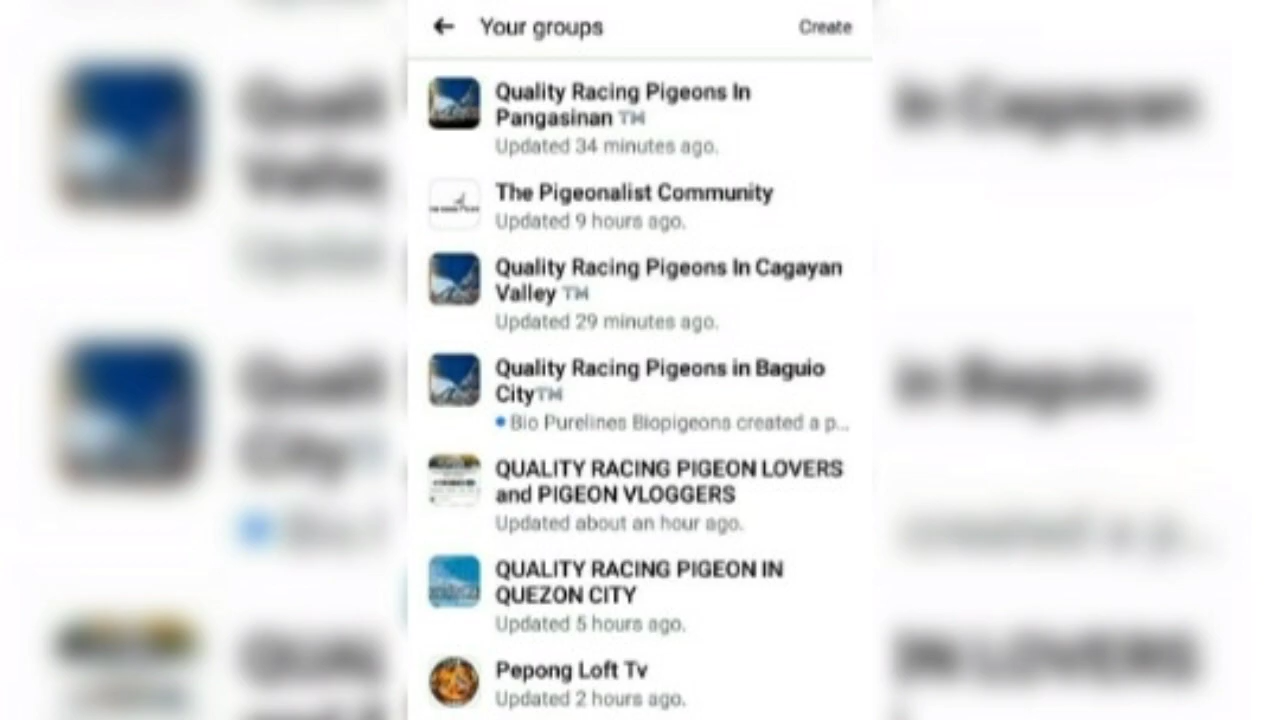 Your groups
Create
Quality Racing Pigeons In
Pangasinan TM
Updated 34 minutes ago.
The Pigeonalist Community
Updated 9 hours ago.
Quality Racing Pigeons In Cagayan
Valley TM
Updated 29 minutes ago.
Quality Racing Pigeons in Baguio
CityTM
Bio Purelines Biopigeons created a p...
QUALITY RACING PIGEON LOVERS
and PIGEON VLOGGERS
Updated about an hour ago.
QUALITY RACING PIGEON IN
QUEZON CITY
Updated 5 hours ago.
Pepong Loft Tv
Updated 2 hours ago.